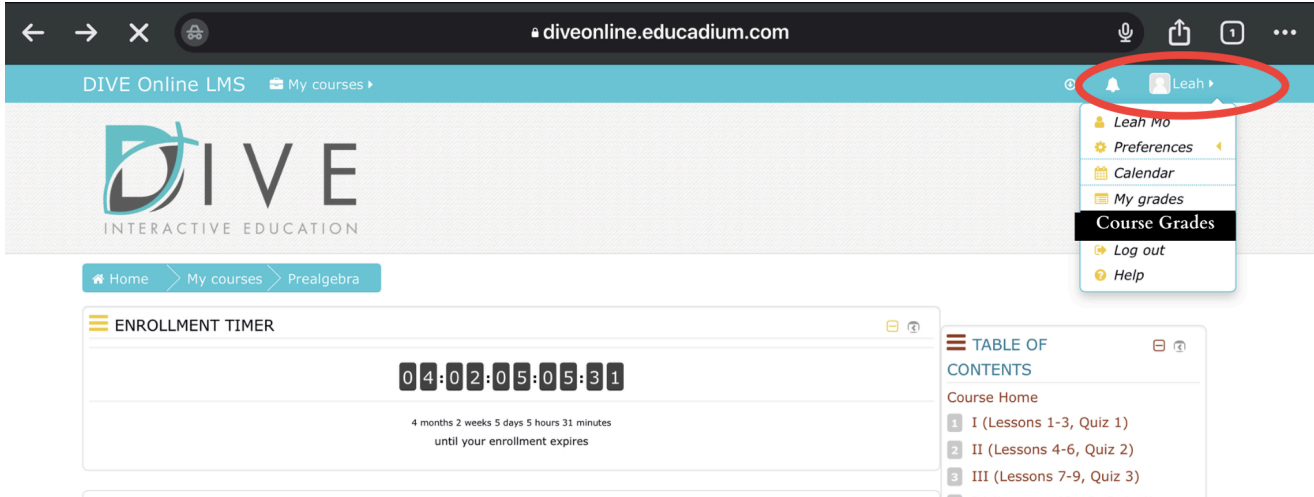 diveonline.educadium.com
1
DIVE Online LMS My courses
Leah
DIVE
INTERACTIVE EDUCATION
Leah Mo
Preferences
Calendar
My grades
Course Grades
Log out
Help
Home My courses Prealgebra
ENROLLMENT TIMER
04:02:05:05:31
4 months 2 weeks 5 days 5 hours 31 minutes
until your enrollment expires
TABLE OF
CONTENTS
Course Home
1 I (Lessons 1-3, Quiz 1)
2 II (Lessons 4-6, Quiz 2)
3 III (Lessons 7-9, Quiz 3)